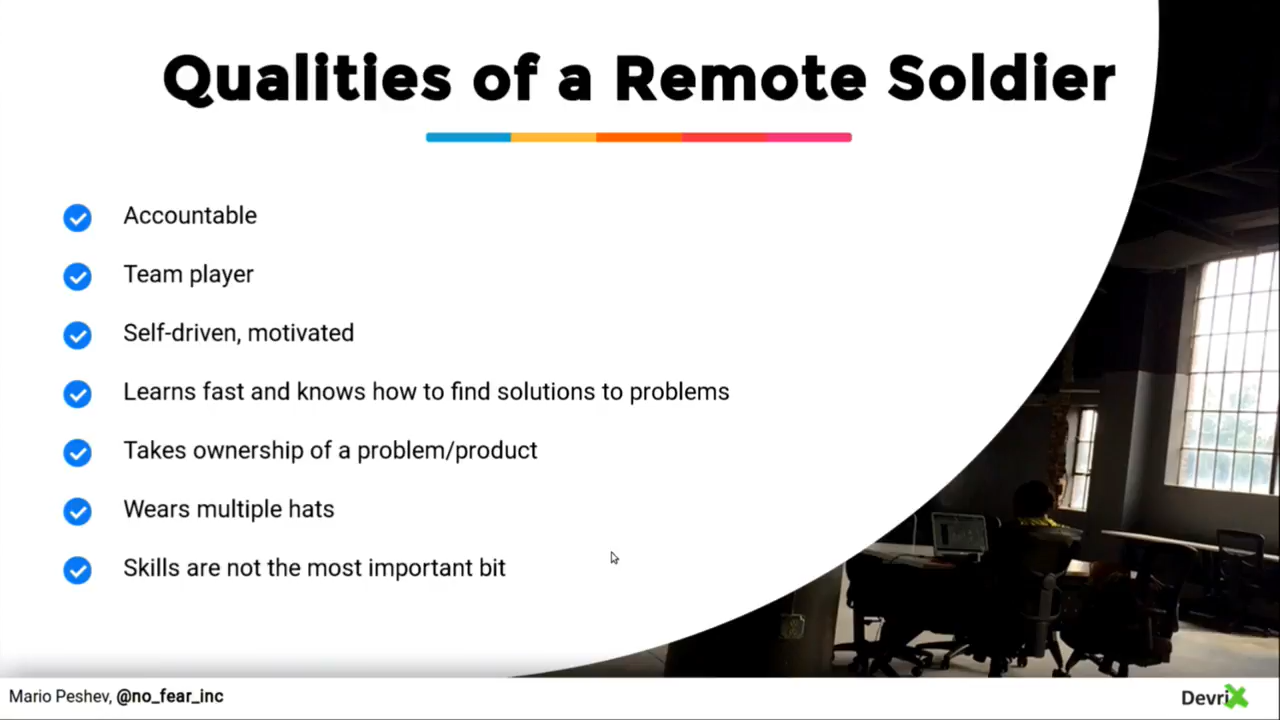 Qualities of a Remote Soldier
Accountable
Team player
Self-driven, motivated
Learns fast and knows how to find solutions to problems
Takes ownership of a problem/product
Wears multiple hats
Skills are not the most important bit
Mario Peshev, @no_fear_inc
DevriX